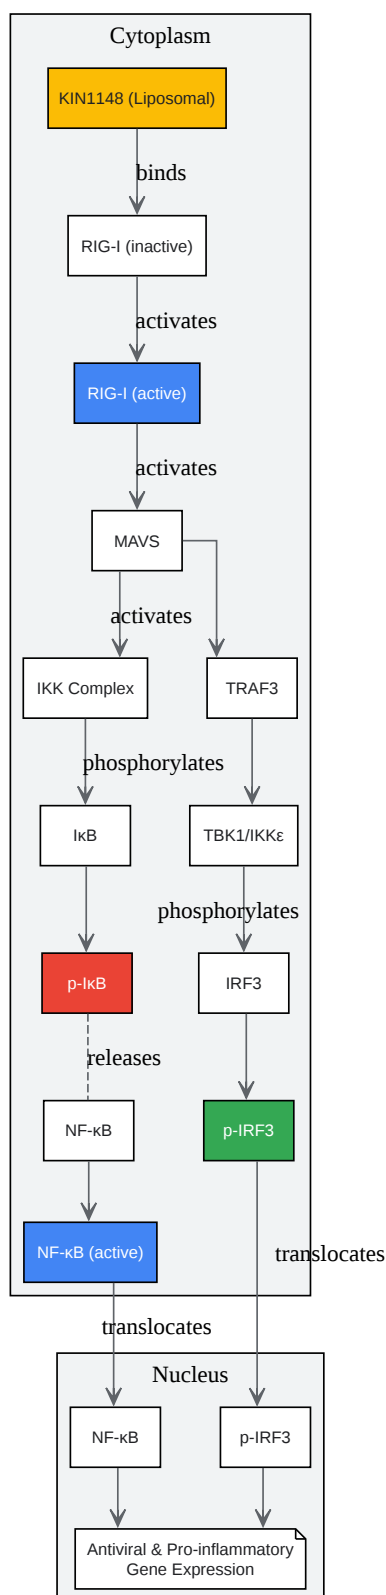 Cytoplasm
KIN1148 (Liposomal)
binds
RIG-I (inactive)
activates
RIG-I (active)
activates
MAVS
activates
IKK Complex
TRAF3
phosphorylates
IκB
TBK1/IKKε
phosphorylates
p-IκB
IRF3
releases
NF-κB
p-IRF3
NF-κB (active)
translocates
translocates
Nucleus
NF-κB
p-IRF3
Antiviral & Pro-inflammatory
Gene Expression